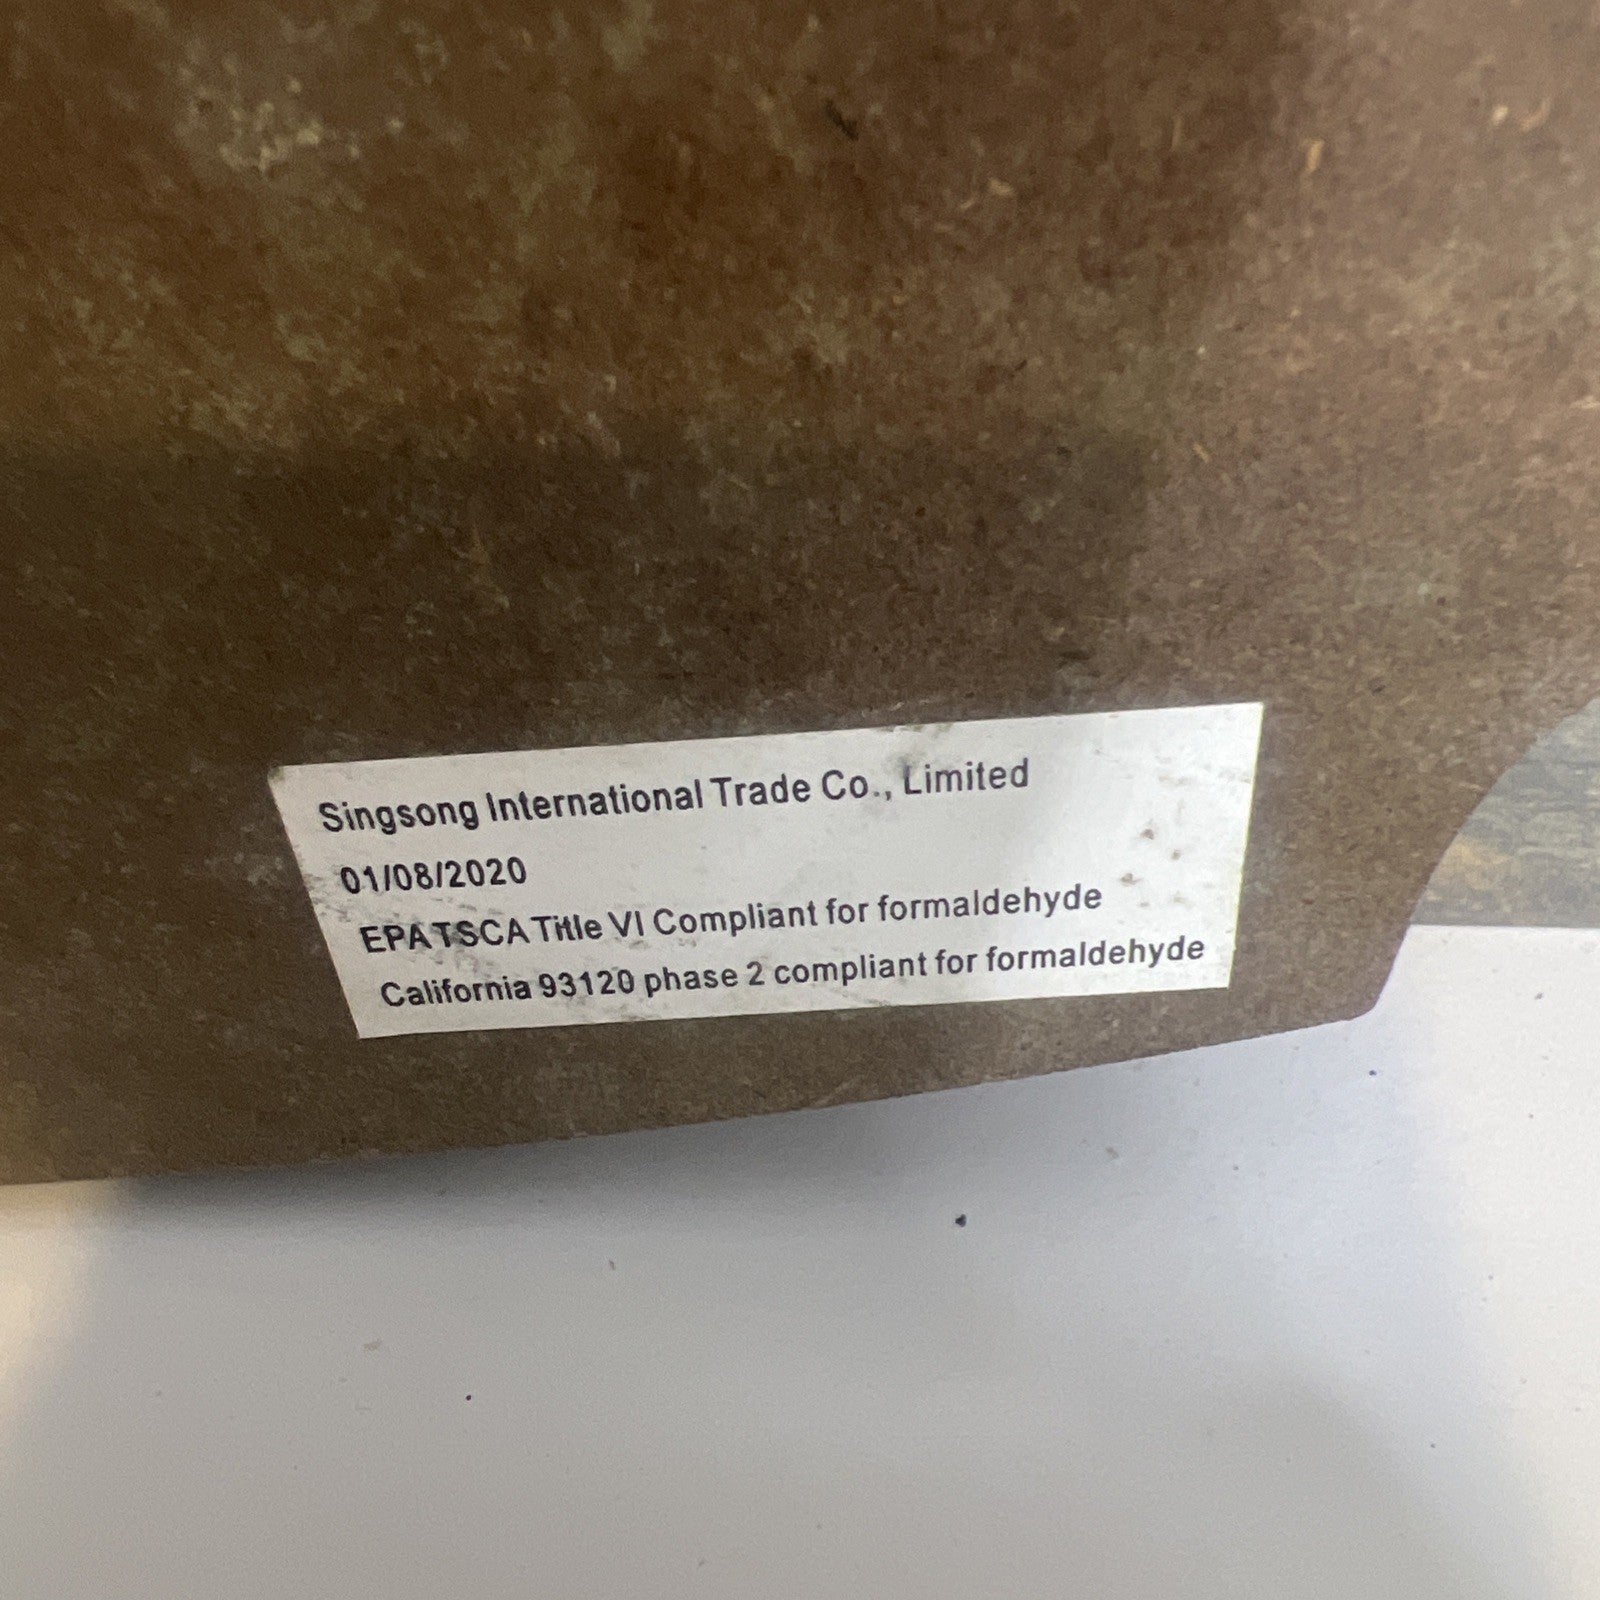 Singsong International Trade Co., Limited
01/08/2020
EPA TSCA Title VI Compliant for formaldehyde
California 93120 phase 2 compliant for formaldehyde